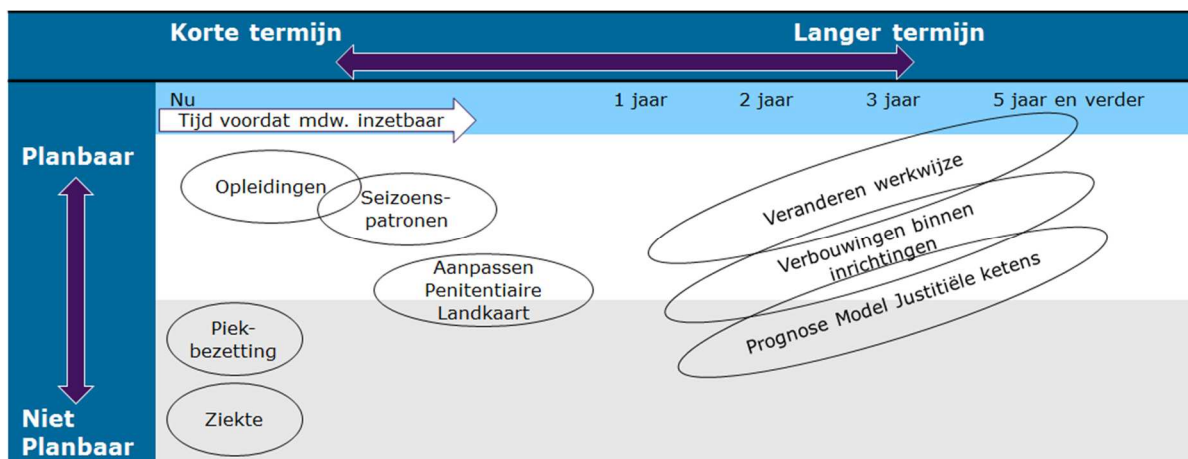 Korte termijn
Langer termijn
Nu
1 jaar
2 jaar
3 jaar
5 jaar en verder
Tijd voordat mdw. inzetbaar
Planbaar
Opleidingen
Seizoens-
patronen
Veranderen werkwijze
Verbouwingen binnen
inrichtingen
Aanpassen
Penitentiaire
Landkaart
Prognose Model Justitiële ketens
Piek-
bezetting
Ziekte
Niet
Planbaar